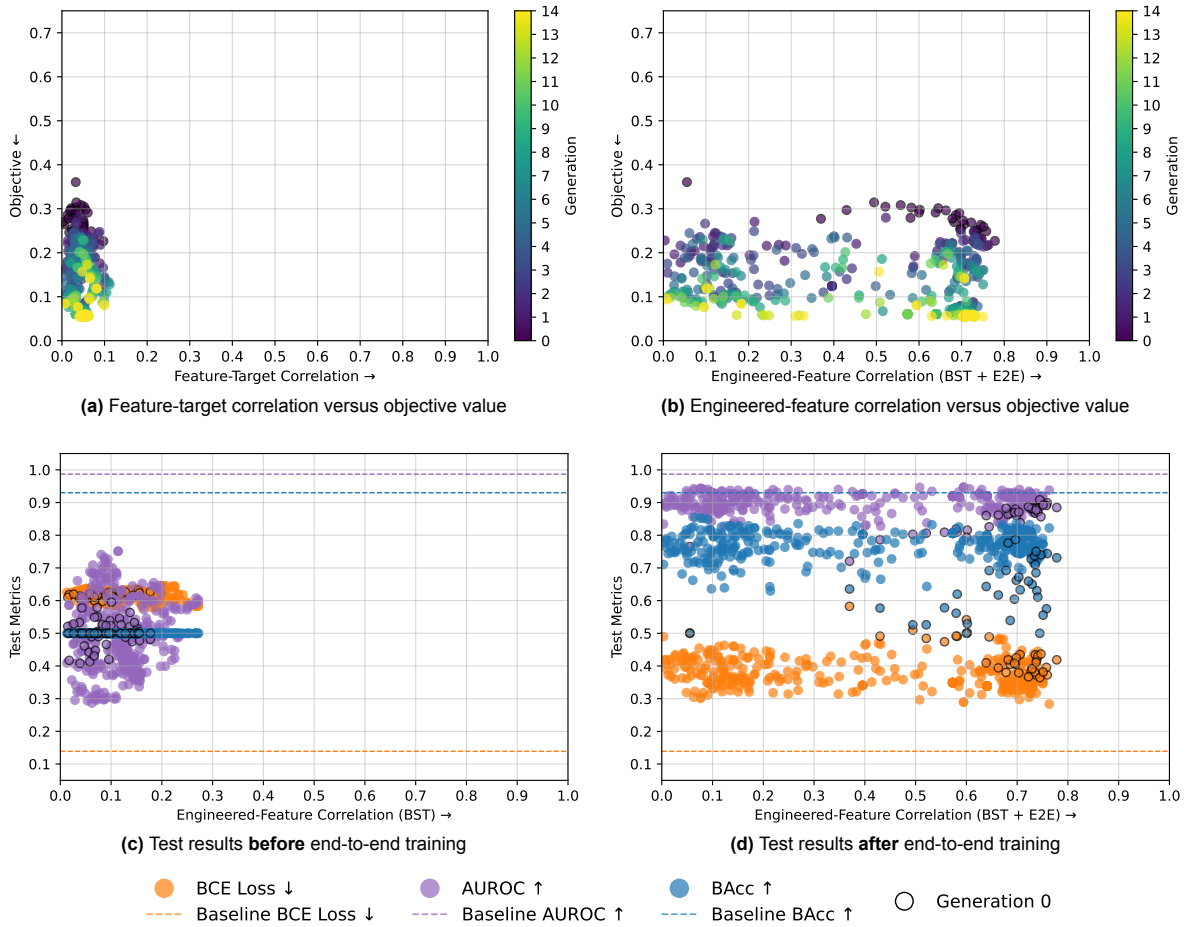 0.7
0.6
0.5
0.4
0.3
0.2
0.1
0.0
Objective ←
0.0 0.1 0.2 0.3 0.4 0.5 0.6 0.7 0.8 0.9 1.0
Feature-Target Correlation →
14
13
12
11
10
9
8
7
6
5
4
3
2
1
0
Generation
(a) Feature-target correlation versus objective value
0.7
0.6
0.5
0.4
0.3
0.2
0.1
0.0
Objective ←
0.0 0.1 0.2 0.3 0.4 0.5 0.6 0.7 0.8 0.9 1.0
Engineered-Feature Correlation (BST + E2E) →
14
13
12
11
10
9
8
7
6
5
4
3
2
1
0
Generation
(b) Engineered-feature correlation versus objective value
1.0
0.9
0.8
0.7
0.6
0.5
0.4
0.3
0.2
0.1
Test Metrics
0.0 0.1 0.2 0.3 0.4 0.5 0.6 0.7 0.8 0.9 1.0
Engineered-Feature Correlation (BST) →
(c) Test results before end-to-end training
1.0
0.9
0.8
0.7
0.6
0.5
0.4
0.3
0.2
0.1
Test Metrics
0.0 0.1 0.2 0.3 0.4 0.5 0.6 0.7 0.8 0.9 1.0
Engineered-Feature Correlation (BST + E2E) →
(d) Test results after end-to-end training
BCE Loss ↓
Baseline BCE Loss ↓
AUROC ↑
Baseline AUROC ↑
BAcc ↑
Baseline BAcc ↑
Generation 0